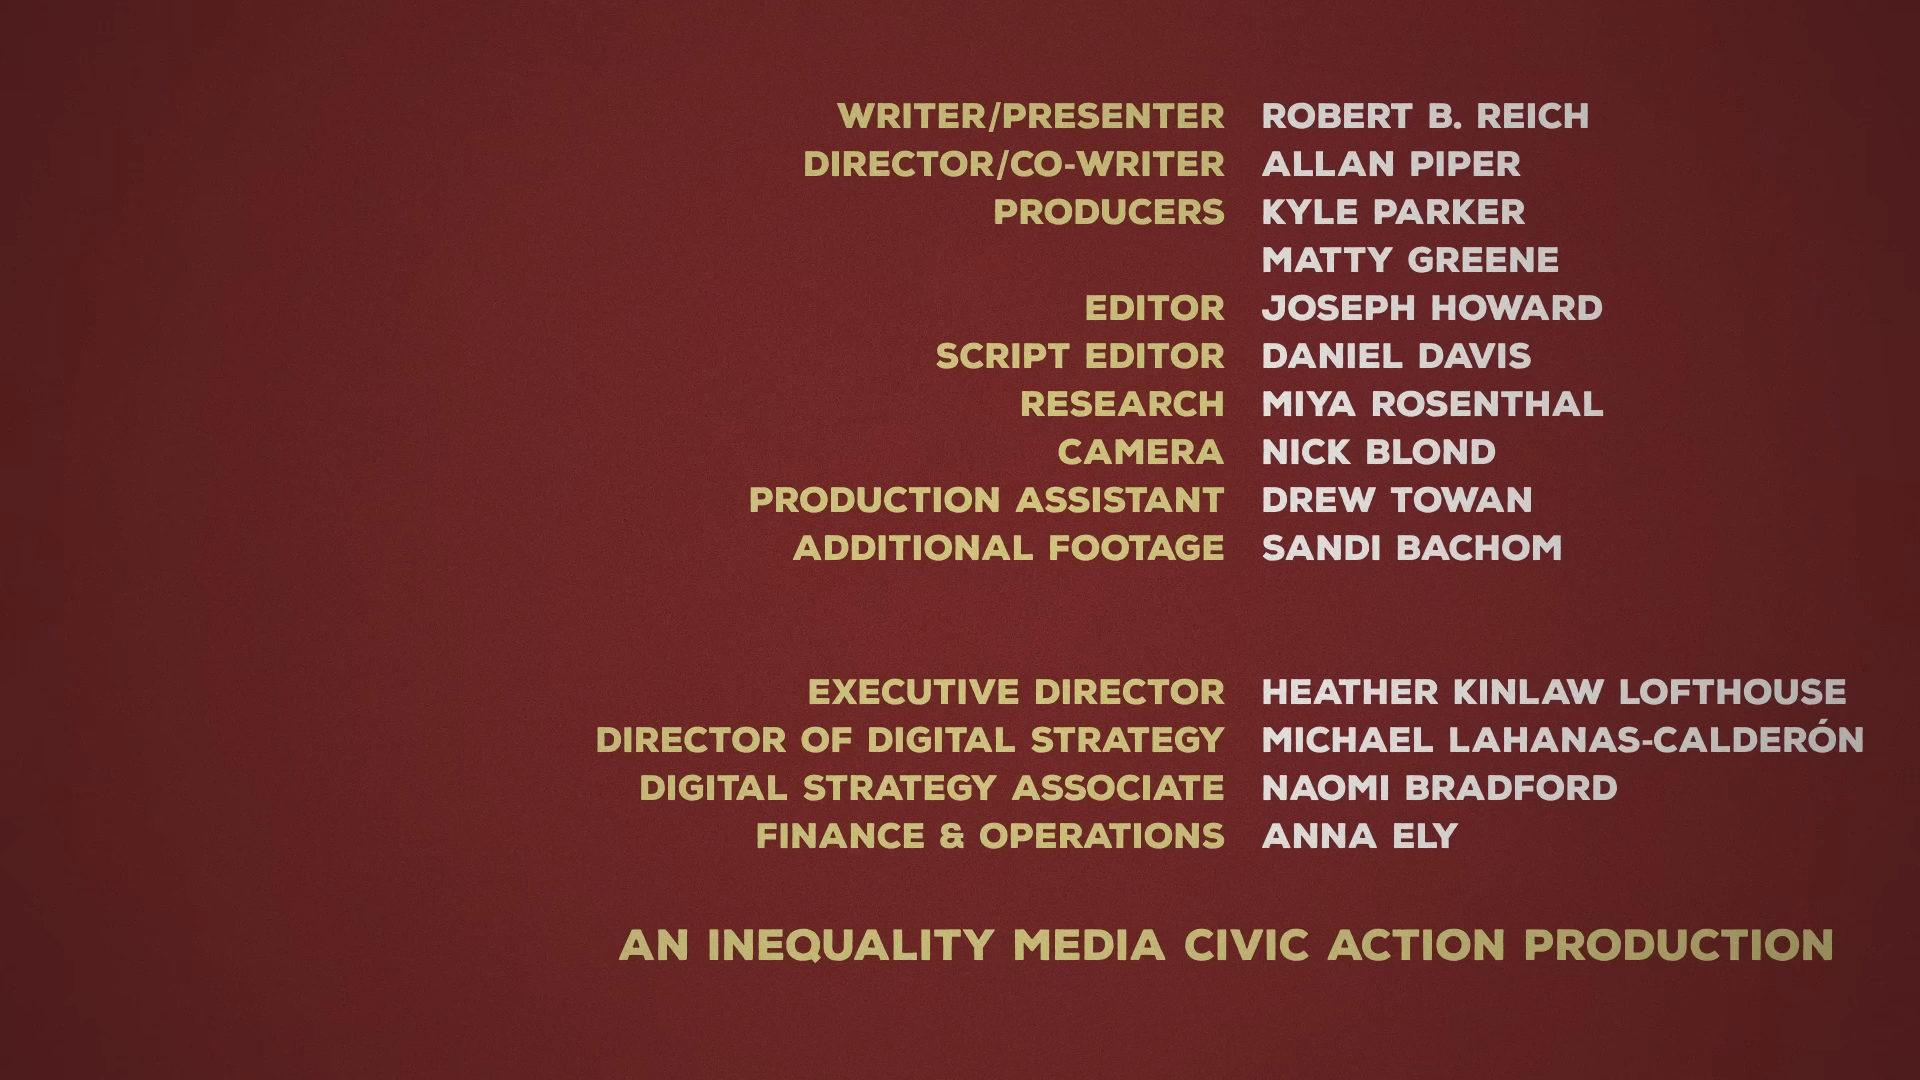 WRITER/PRESENTER ROBERT B. REICH
DIRECTOR/CO-WRITER ALLAN PIPER
PRODUCERS KYLE PARKER
MATTY GREENE
EDITOR JOSEPH HOWARD
SCRIPT EDITOR DANIEL DAVIS
RESEARCH MIYA ROSENTHAL
CAMERA NICK BLOND
PRODUCTION ASSISTANT DREW TOWAN
ADDITIONAL FOOTAGE SANDI BACHOM
EXECUTIVE DIRECTOR HEATHER KINLAW LOFTHOUSE
DIRECTOR OF DIGITAL STRATEGY MICHAEL LAHANAS-CALDERÓN
DIGITAL STRATEGY ASSOCIATE NAOMI BRADFORD
FINANCE & OPERATIONS ANNA ELY
AN INEQUALITY MEDIA CIVIC ACTION PRODUCTION